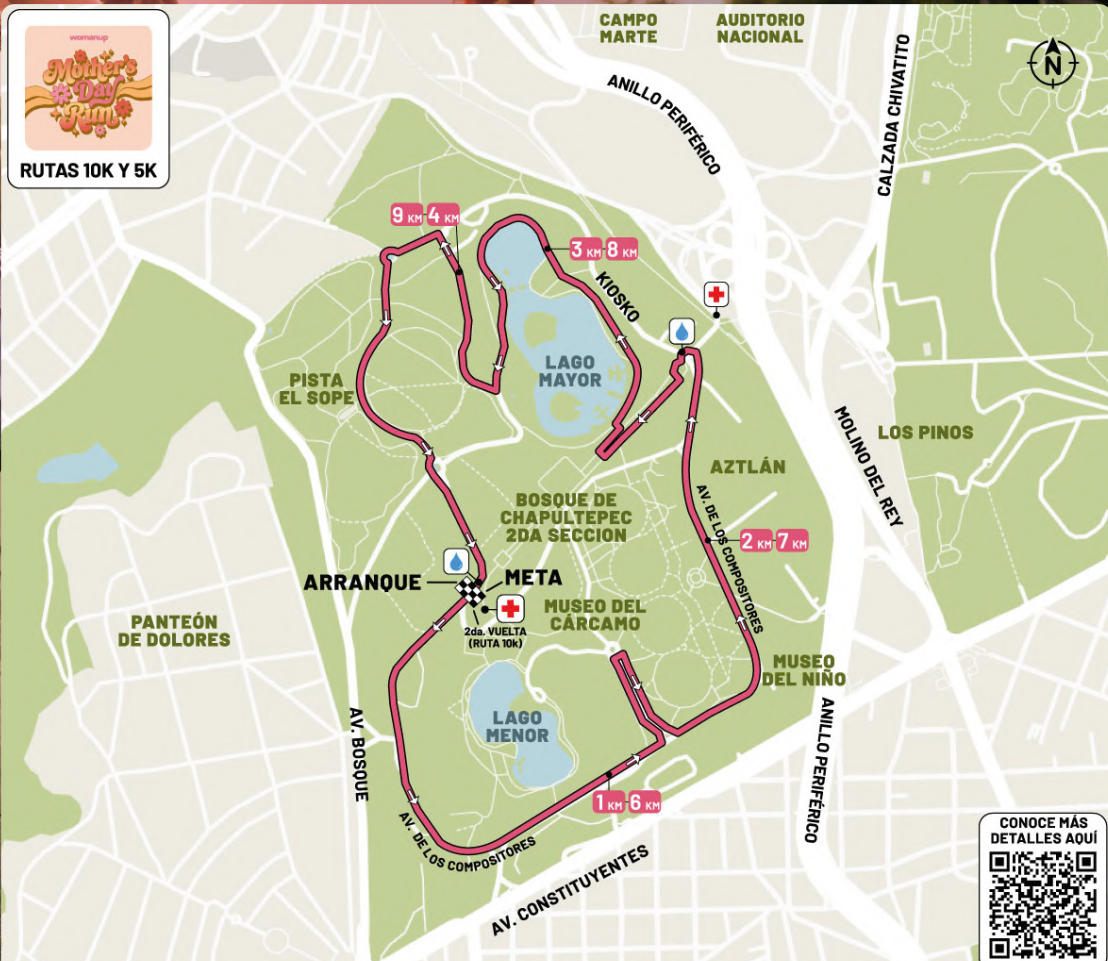 womanup
Mother's
Day
Run
RUTAS 10K Y 5K
CAMPO
MARTE
AUDITORIO
NACIONAL
N
ANILLO PERIFÉRICO
CALZADA CHIVATITO
9 KM 4 KM
3 KM 8 KM
KIOSKO
LAGO
MAYOR
PISTA
EL SOPE
MOLINO DEL REY
LOS PINOS
AZTLÁN
BOSQUE DE
CHAPULTEPEC
2DA SECCION
AV. DE LOS COMPOSITORES
2 KM 7 KM
ARRANQUE
META
2da. VUELTA
(RUTA 10k)
MUSEO DEL
CÁRCAMO
PANTEÓN
DE DOLORES
MUSEO
DEL NIÑO
LAGO
MENOR
AV. BOSQUE
ANILLO PERIFÉRICO
1 KM 6 KM
AV. DE LOS COMPOSITORES
AV. CONSTITUYENTES
CONOCE MÁS
DETALLES AQUÍ